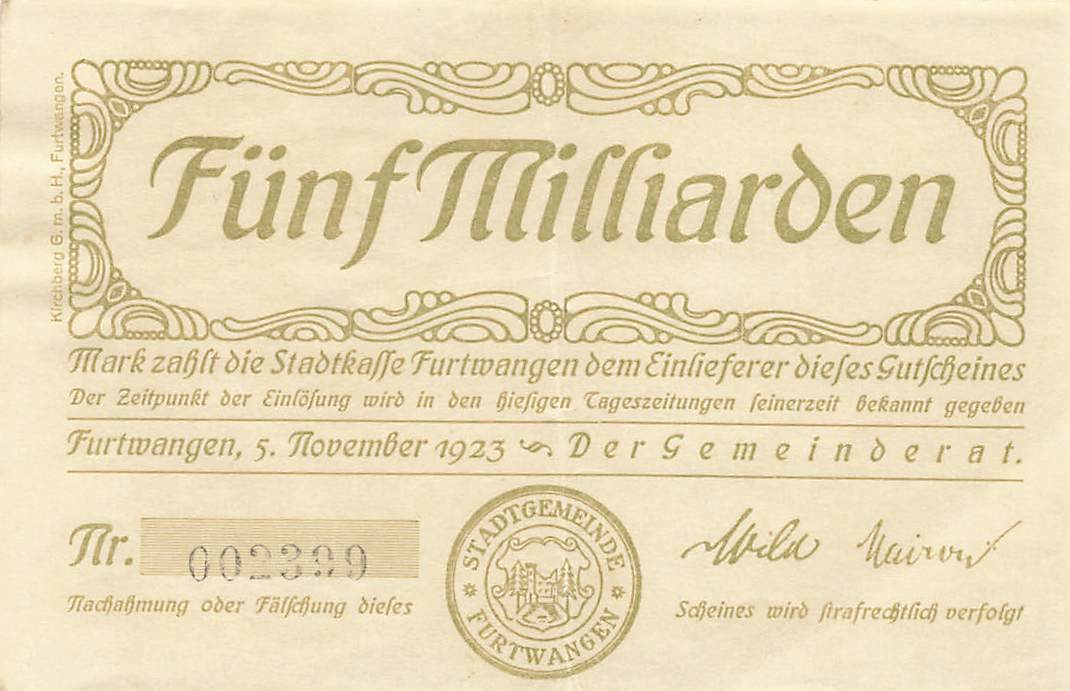 Kirchberg G. m. b. H., Furtwangen.
Fünf Milliarden
Mark zahlt die Stadtkasse Furtwangen dem Einlieferer dieses Gutscheines
Der Zeitpunkt der Einlösung wird in den hiesigen Tageszeitungen seinerzeit bekannt gegeben
Furtwangen, 5. November 1923 Der Gemeinderat.
Nr. 002399
STADTGEMEINDE
FURTWANGEN
Wild
Nachahmung oder Fälschung dieses Scheines wird strafrechtlich verfolgt